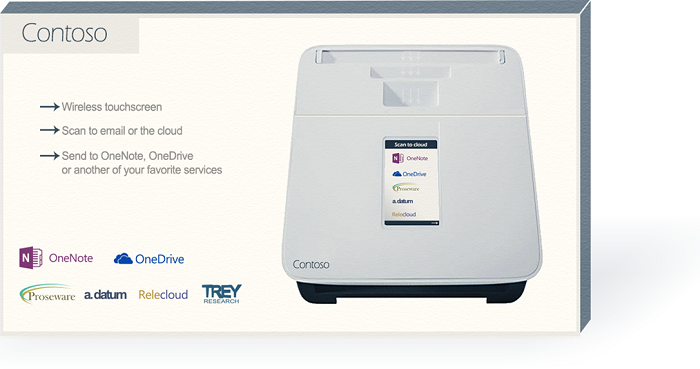 Contoso
Wireless touchscreen
Scan to email or the cloud
Send to OneNote, OneDrive
or another of your favorite services
Scan to cloud
OneNote
OneDrive
Proseware
a.datum
Relecloud
Contoso
N OneNote
OneDrive
Proseware
a.datum
Relecloud
TREY
RESEARCH